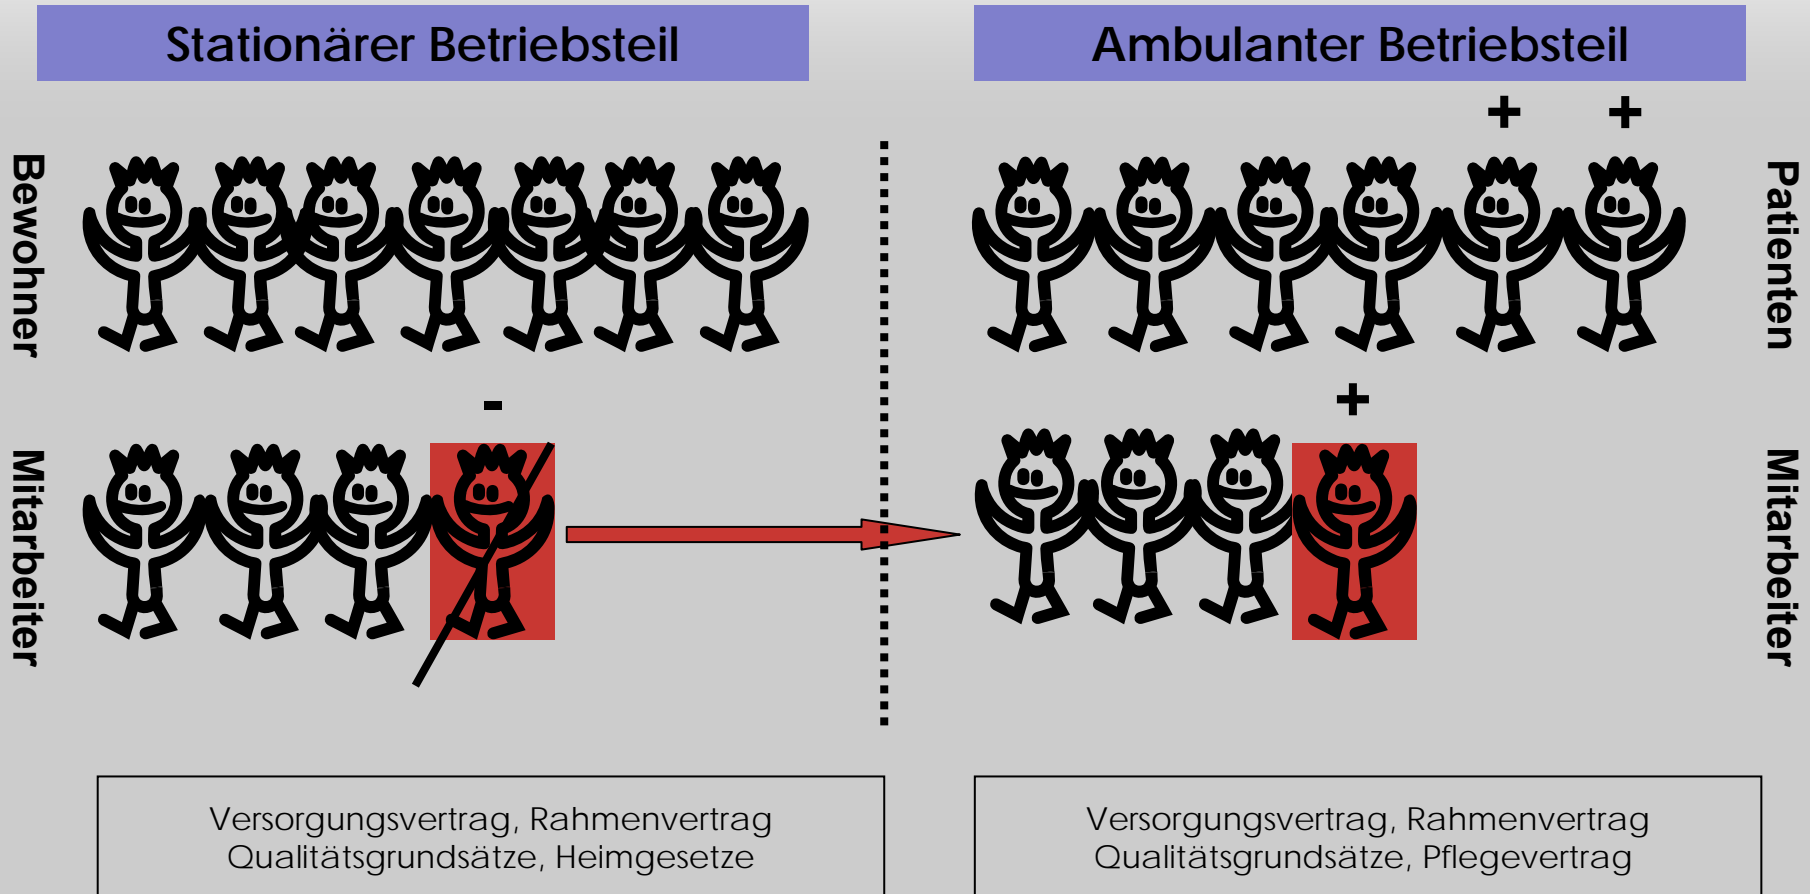 Stationärer Betriebsteil
Ambulanter Betriebsteil
+ +
Bewohner
Patienten
-
+
Mitarbeiter
Mitarbeiter
Versorgungsvertrag, Rahmenvertrag
Qualitätsgrundsätze, Heimgesetze
Versorgungsvertrag, Rahmenvertrag
Qualitätsgrundsätze, Pflegevertrag